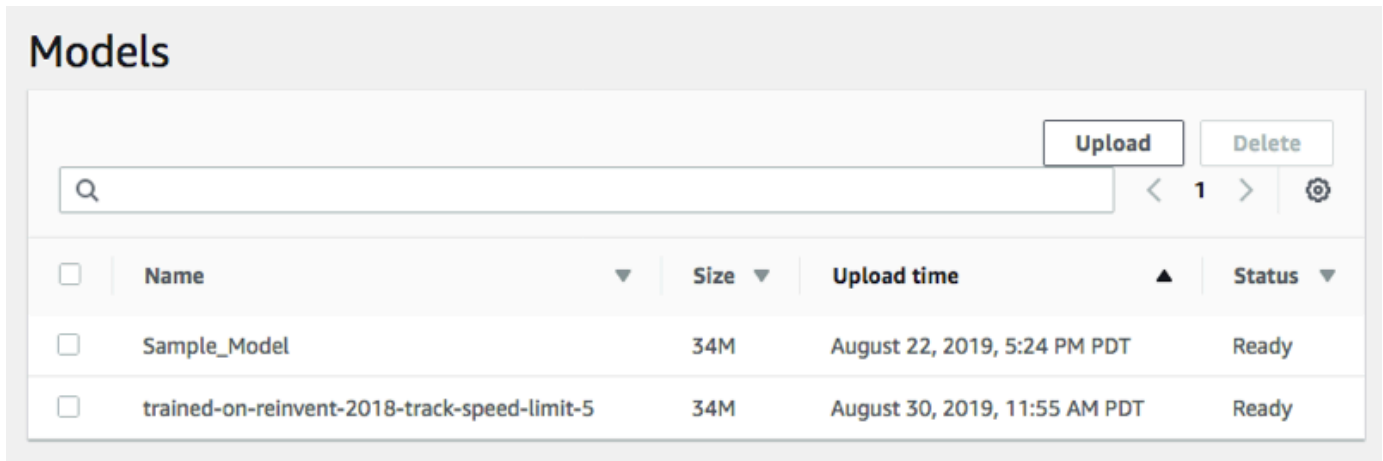 Models
Upload Delete
1
Name Size Upload time Status
Sample_Model 34M August 22, 2019, 5:24 PM PDT Ready
trained-on-reinvent-2018-track-speed-limit-5 34M August 30, 2019, 11:55 AM PDT Ready